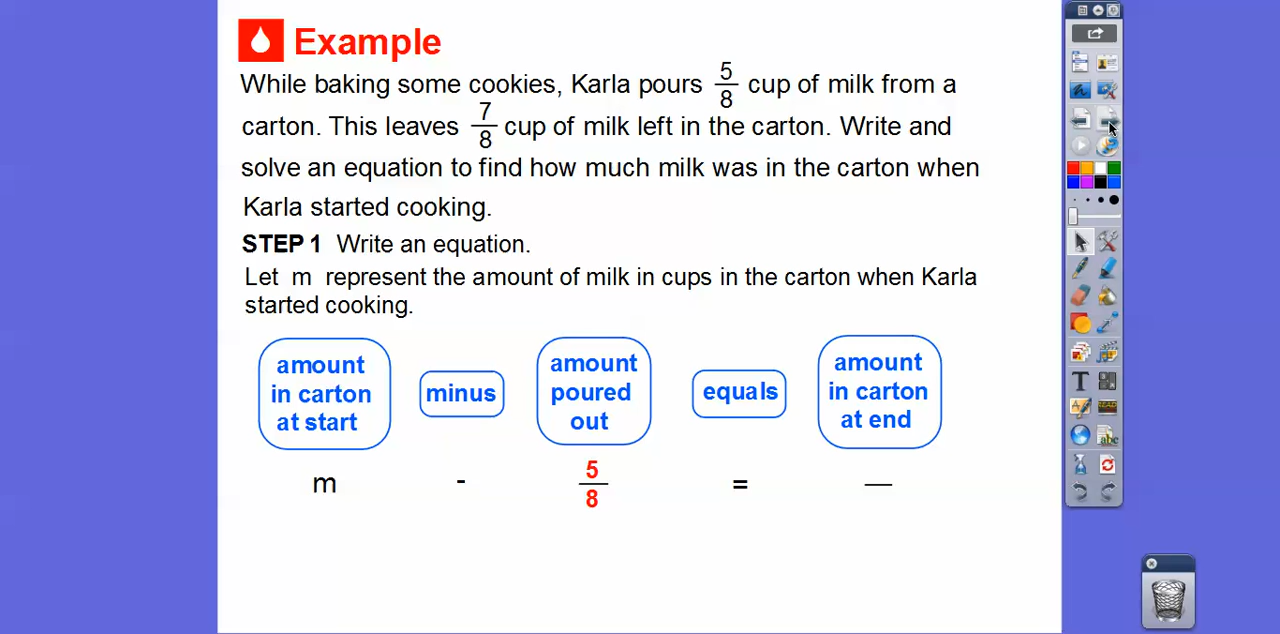 Example
While baking some cookies, Karla pours 5/8 cup of milk from a
carton. This leaves 7/8 cup of milk left in the carton. Write and
solve an equation to find how much milk was in the carton when
Karla started cooking.
STEP 1 Write an equation.
Let m represent the amount of milk in cups in the carton when Karla
started cooking.
amount
in carton
at start
minus
amount
poured
out
equals
amount
in carton
at end
m - 5/8 = —